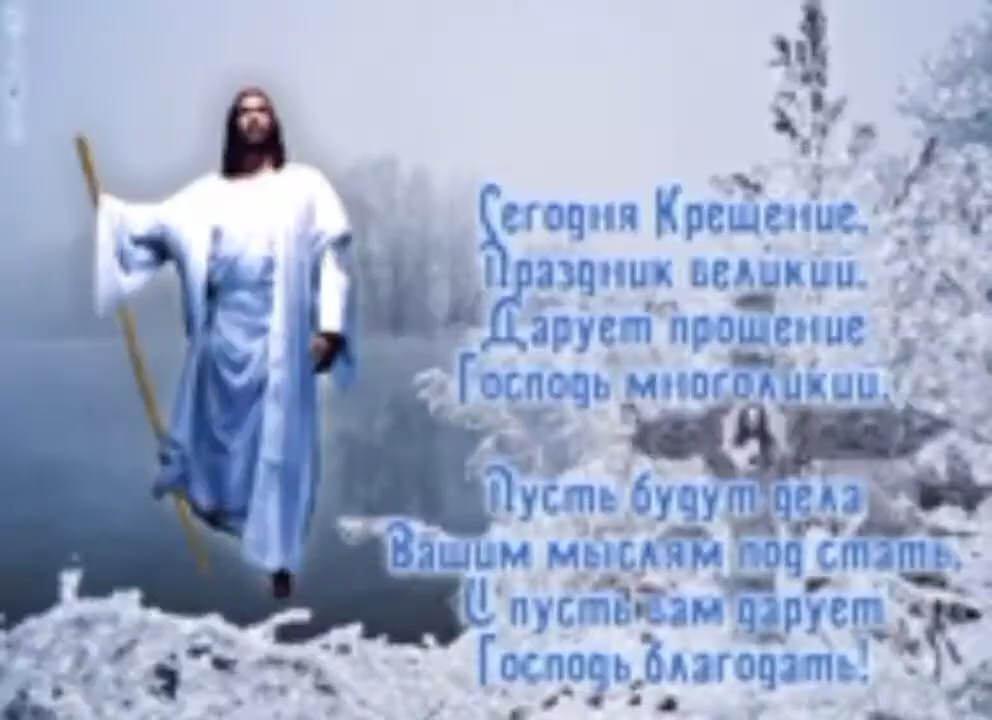 Сегодня Крещение,
Праздник великий.
Дарует прощение
Господь многоликий.
Пусть будут дела
Вашим мыслям под стать,
И пусть вам дарует
Господь благодать!